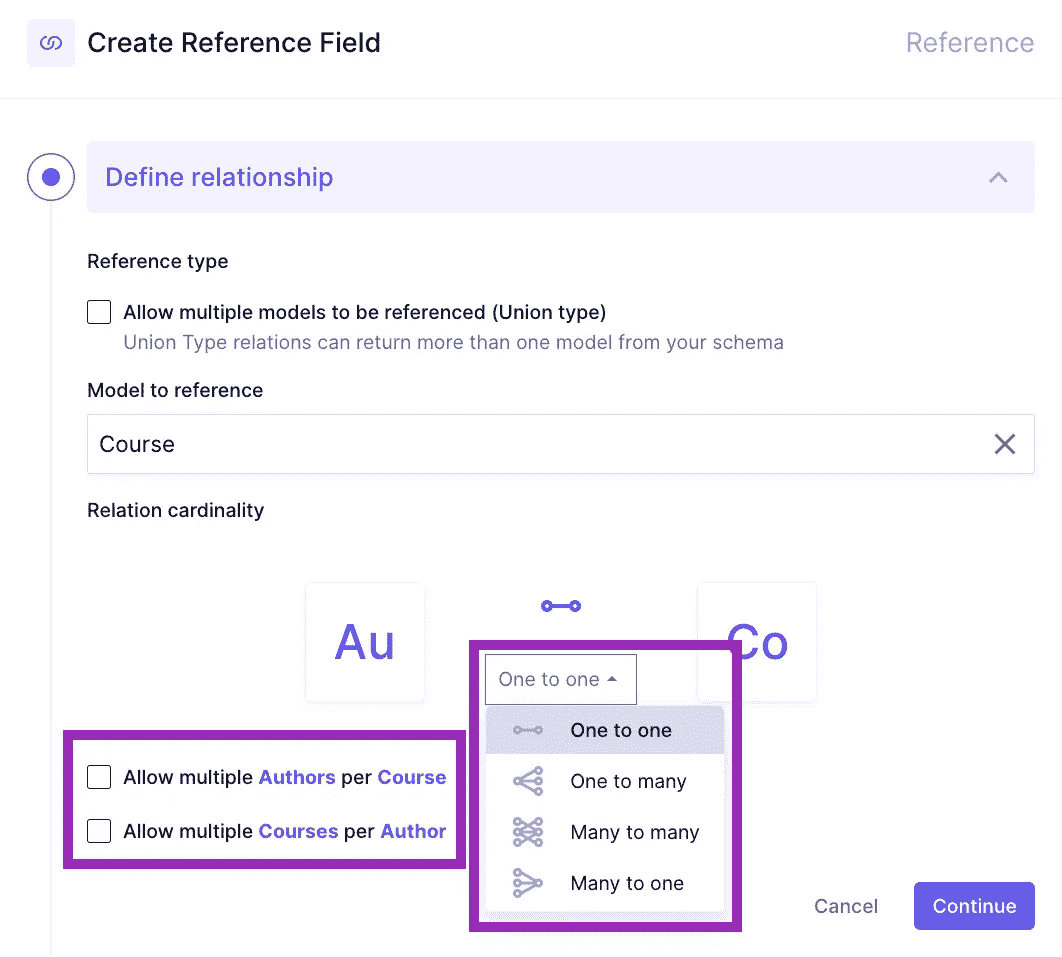 Create Reference Field
Reference
Define relationship
Reference type
Allow multiple models to be referenced (Union type)
Union Type relations can return more than one model from your schema
Model to reference
Course
Relation cardinality
Au
Co
One to one
One to one
One to many
Many to many
Many to one
Allow multiple Authors per Course
Allow multiple Courses per Author
Cancel
Continue